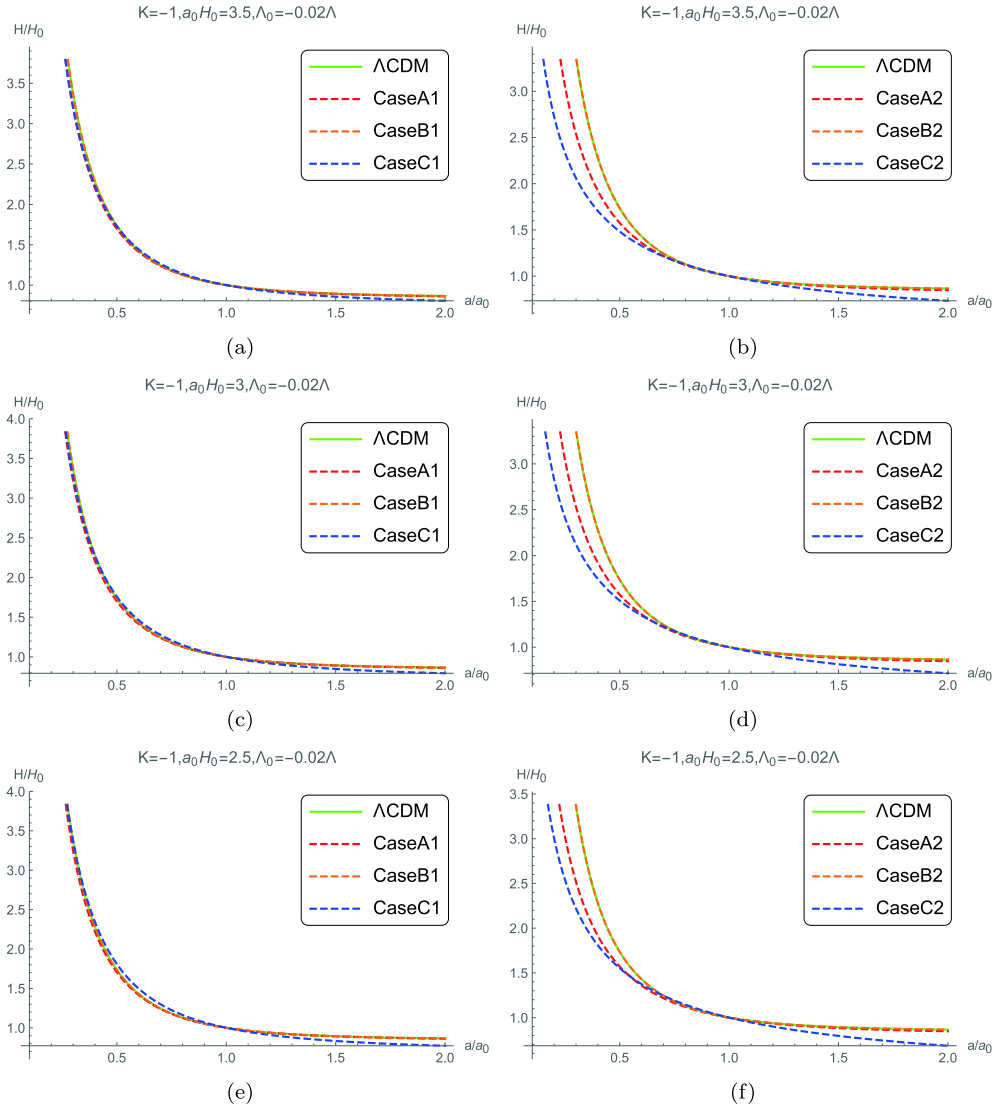 K=−1,a₀H₀=3.5,Λ₀=−0.02Λ
H/H₀
3.5
3.0
2.5
2.0
1.5
1.0
0.5
1.0
1.5
2.0
a/a₀
ΛCDM
CaseA1
CaseB1
CaseC1
(a)
K=−1,a₀H₀=3.5,Λ₀=−0.02Λ
H/H₀
3.0
2.5
2.0
1.5
1.0
0.5
1.0
1.5
2.0
a/a₀
ΛCDM
CaseA2
CaseB2
CaseC2
(b)
K=−1,a₀H₀=3,Λ₀=−0.02Λ
H/H₀
4.0
3.5
3.0
2.5
2.0
1.5
1.0
0.5
1.0
1.5
2.0
a/a₀
ΛCDM
CaseA1
CaseB1
CaseC1
(c)
K=−1,a₀H₀=3,Λ₀=−0.02Λ
H/H₀
3.0
2.5
2.0
1.5
1.0
0.5
1.0
1.5
2.0
a/a₀
ΛCDM
CaseA2
CaseB2
CaseC2
(d)
K=−1,a₀H₀=2.5,Λ₀=−0.02Λ
H/H₀
4.0
3.5
3.0
2.5
2.0
1.5
1.0
0.5
1.0
1.5
2.0
a/a₀
ΛCDM
CaseA1
CaseB1
CaseC1
(e)
K=−1,a₀H₀=2.5,Λ₀=−0.02Λ
H/H₀
3.5
3.0
2.5
2.0
1.5
1.0
0.5
1.0
1.5
2.0
a/a₀
ΛCDM
CaseA2
CaseB2
CaseC2
(f)